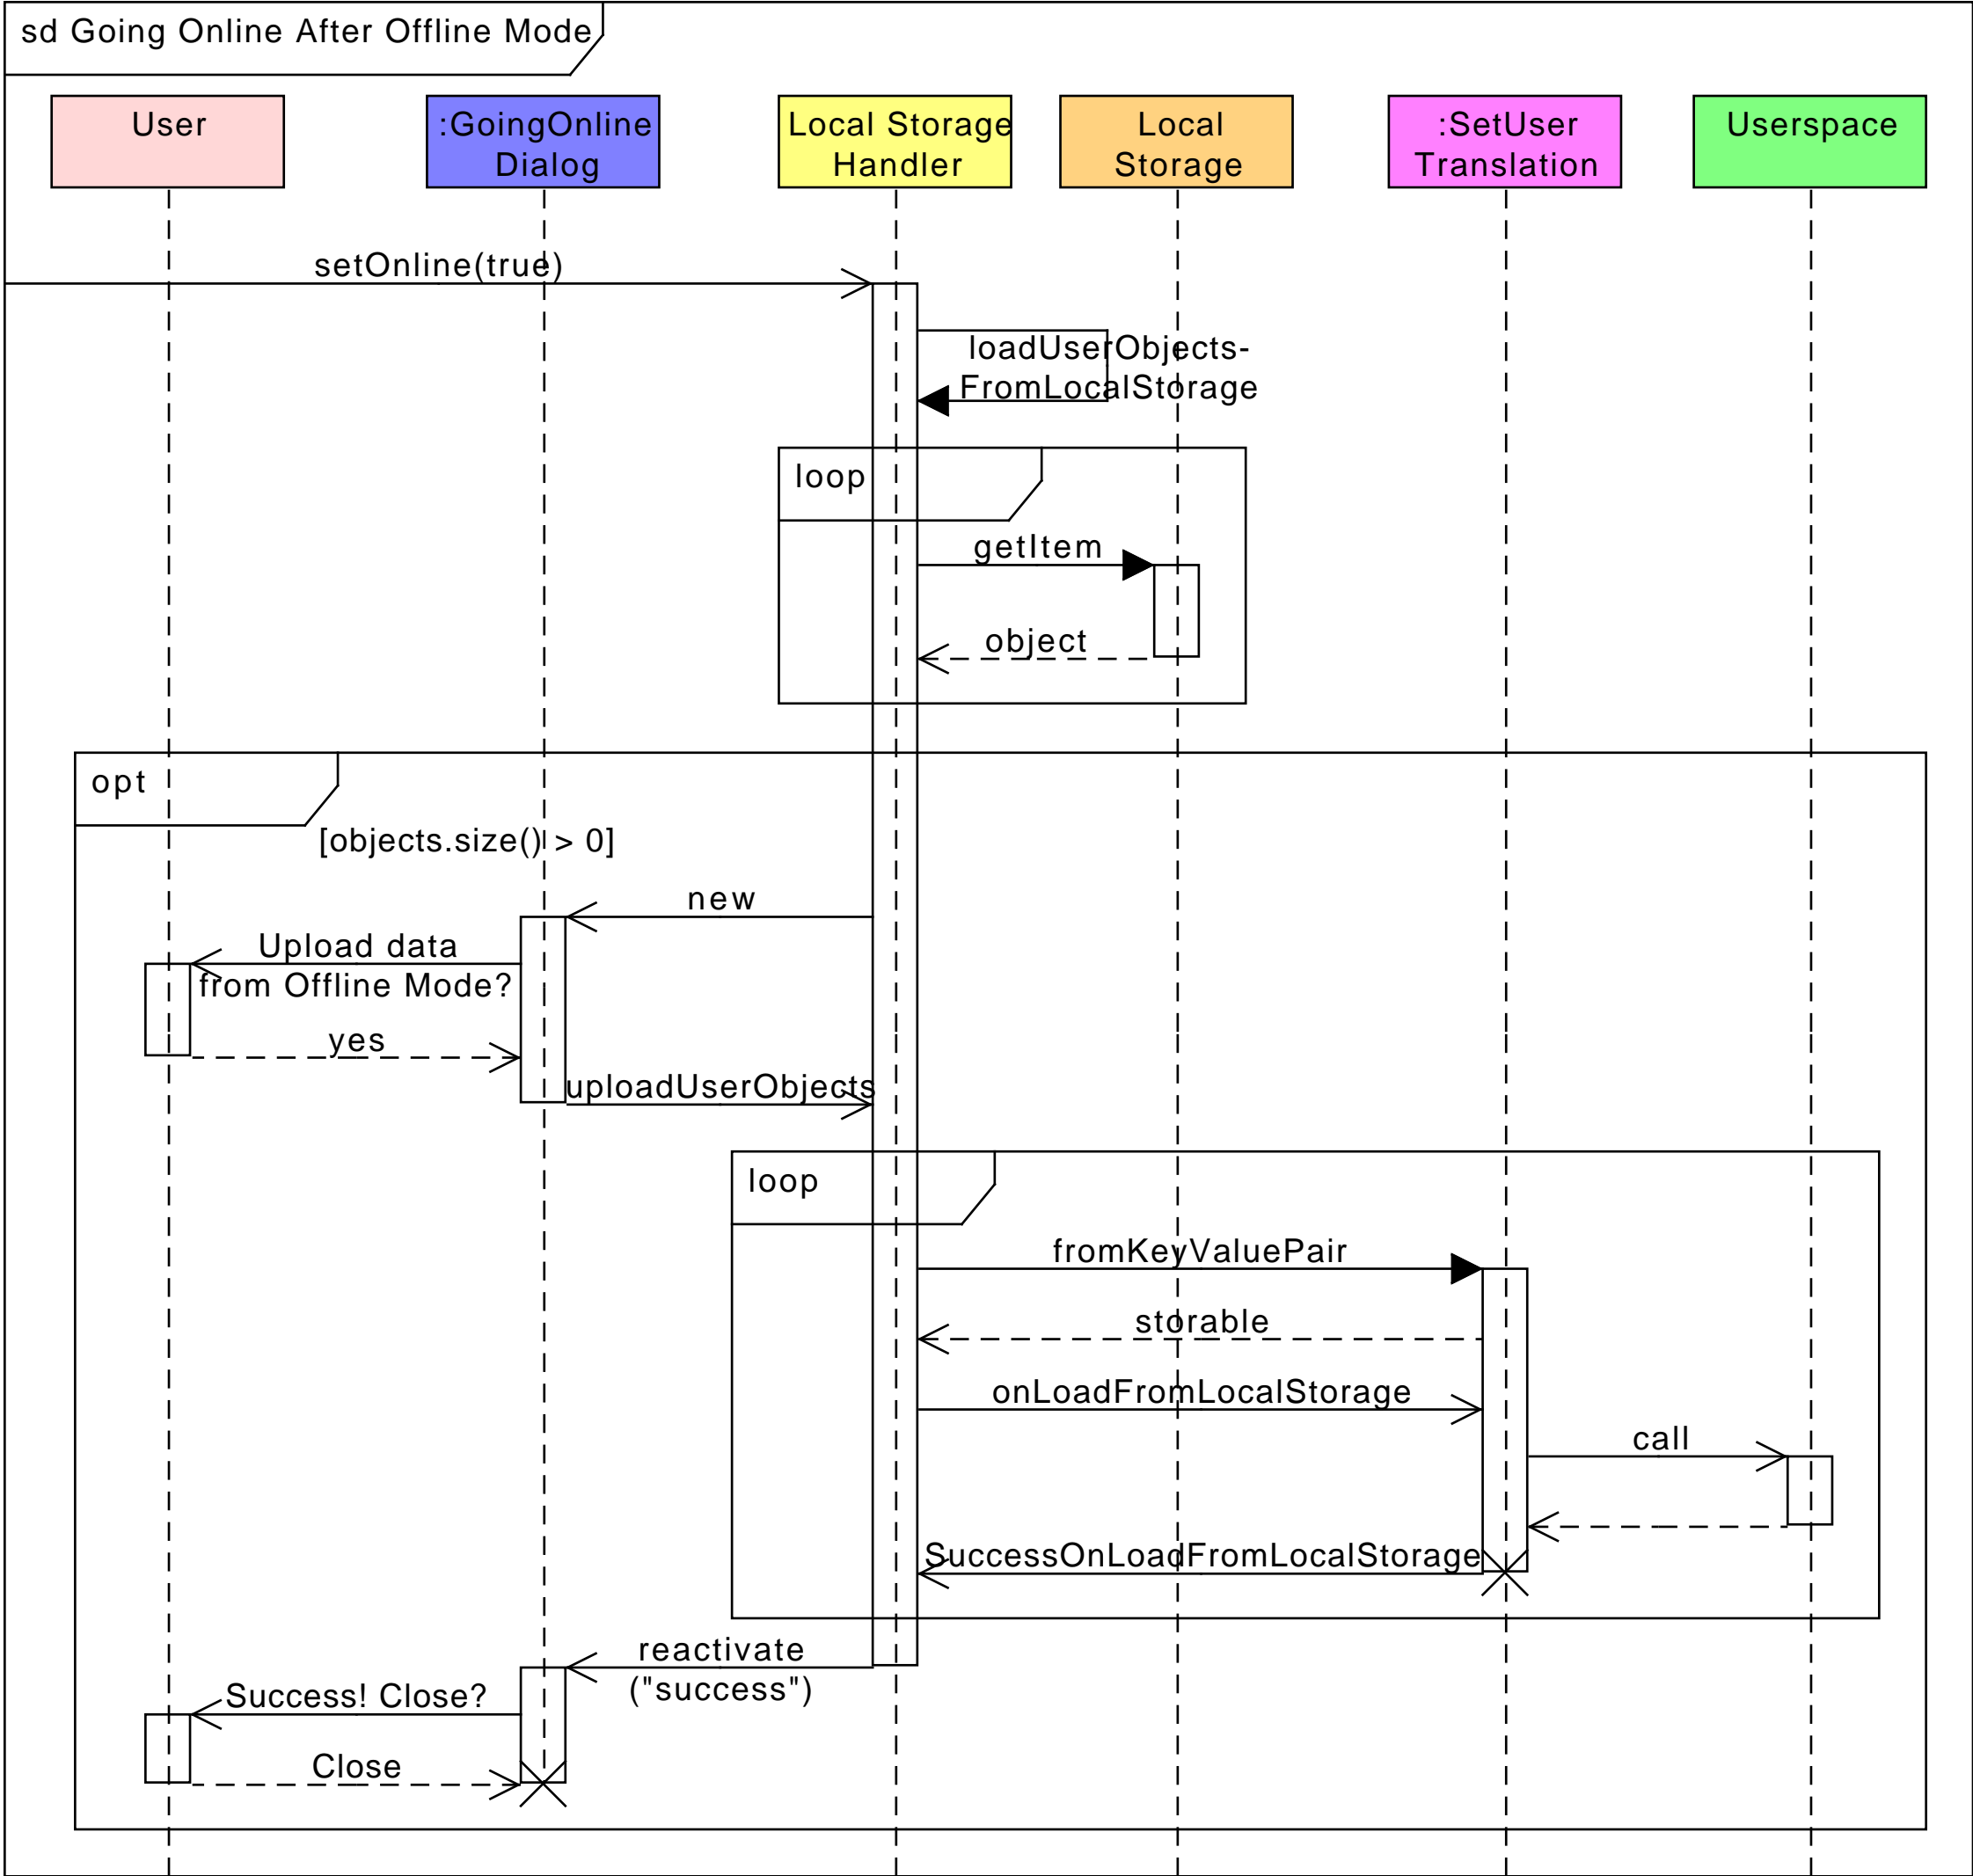 sd Going Online After Offline Mode
User
:GoingOnline
Dialog
Local Storage
Handler
Local
Storage
:SetUser
Translation
Userspace
setOnline(true)
loadUserObjects-
FromLocalStorage
loop
getItem
object
opt
[objects.size() > 0]
new
Upload data
from Offline Mode?
yes
uploadUserObjects
loop
fromKeyValuePair
storable
onLoadFromLocalStorage
call
SuccessOnLoadFromLocalStorage
reactivate
("success")
Success! Close?
Close